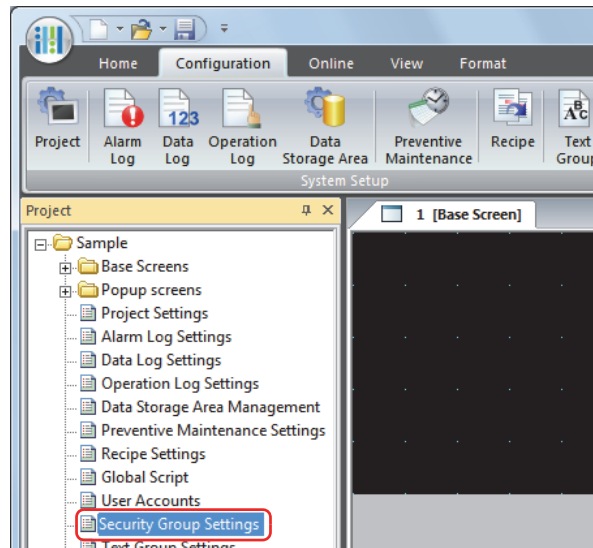 Home Configuration Online View Format
Project Alarm Log Data Log Operation Log Data Storage Area Preventive Maintenance Recipe Text Group
System Setup
Project
1 [Base Screen]
Sample
Base Screens
Popup screens
Project Settings
Alarm Log Settings
Data Log Settings
Operation Log Settings
Data Storage Area Management
Preventive Maintenance Settings
Recipe Settings
Global Script
User Accounts
Security Group Settings
Text Group Settings